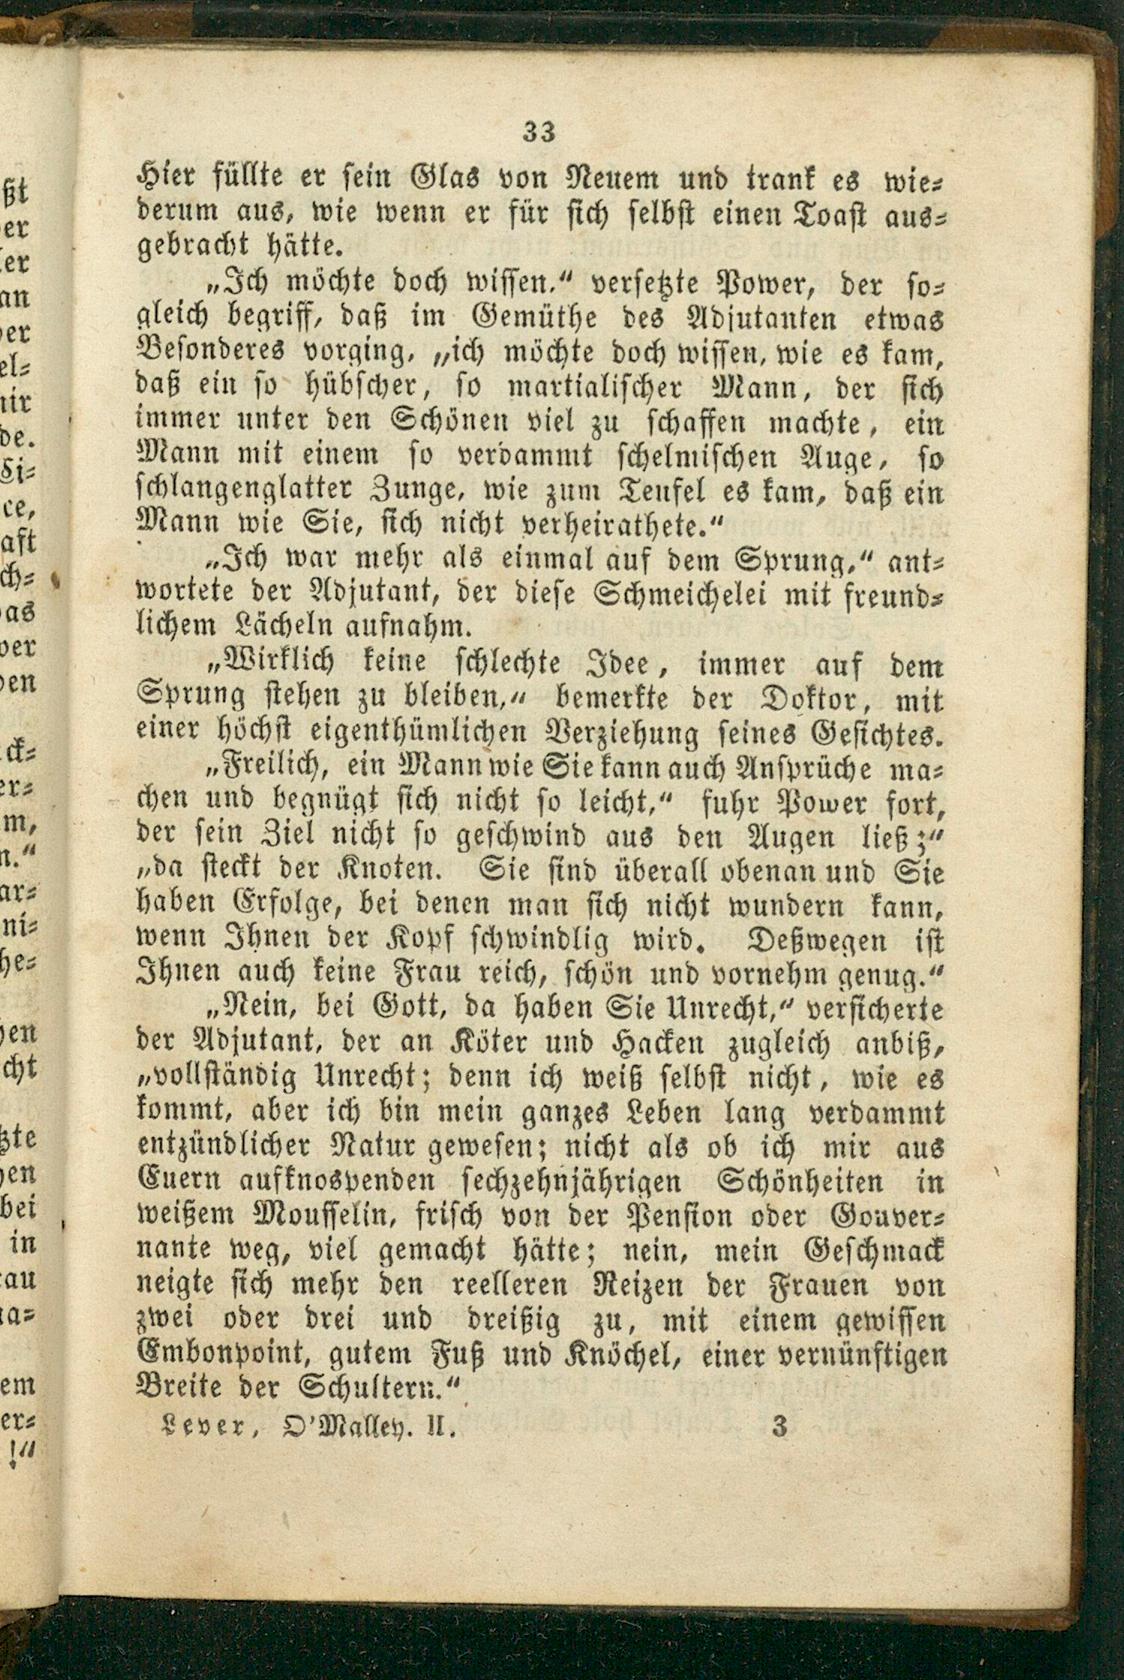 33
Hier füllte er sein Glas von Neuem und trank es wie-
derum aus, wie wenn er für sich selbst einen Toast aus-
gebracht hätte.
„Ich möchte doch wissen.“ versetzte Power, der so-
gleich begriff, daß im Gemüthe des Adjutanten etwas
Besonderes vorging, „ich möchte doch wissen, wie es kam,
daß ein so hübscher, so martialischer Mann, der sich
immer unter den Schönen viel zu schaffen machte, ein
Mann mit einem so verdammt schelmischen Auge, so
schlangenglatter Zunge, wie zum Teufel es kam, daß ein
Mann wie Sie, sich nicht verheirathete.“
„Ich war mehr als einmal auf dem Sprung,“ ant-
wortete der Adjutant, der diese Schmeichelei mit freund-
lichem Lächeln aufnahm.
„Wirklich keine schlechte Idee, immer auf dem
Sprung stehen zu bleiben,“ bemerkte der Doktor, mit
einer höchst eigenthümlichen Verziehung seines Gesichtes.
„Freilich, ein Mann wie Sie kann auch Ansprüche ma-
chen und begnügt sich nicht so leicht,“ fuhr Power fort,
der sein Ziel nicht so geschwind aus den Augen ließ;“
„da steckt der Knoten. Sie sind überall obenan und Sie
haben Erfolge, bei denen man sich nicht wundern kann,
wenn Ihnen der Kopf schwindlig wird. Deßwegen ist
Ihnen auch keine Frau reich, schön und vornehm genug.“
„Nein, bei Gott, da haben Sie Unrecht,“ versicherte
der Adjutant, der an Köter und Hacken zugleich anbiß,
„vollständig Unrecht; denn ich weiß selbst nicht, wie es
kommt, aber ich bin mein ganzes Leben lang verdammt
entzündlicher Natur gewesen; nicht als ob ich mir aus
Euern aufknospenden sechzehnjährigen Schönheiten in
weißem Mousselin, frisch von der Pension oder Gouver-
nante weg, viel gemacht hätte; nein, mein Geschmack
neigte sich mehr den reelleren Reizen der Frauen von
zwei oder drei und dreißig zu, mit einem gewissen
Embonpoint, gutem Fuß und Knöchel, einer vernünftigen
Breite der Schultern.“
Lever, O'Malley. II. 3